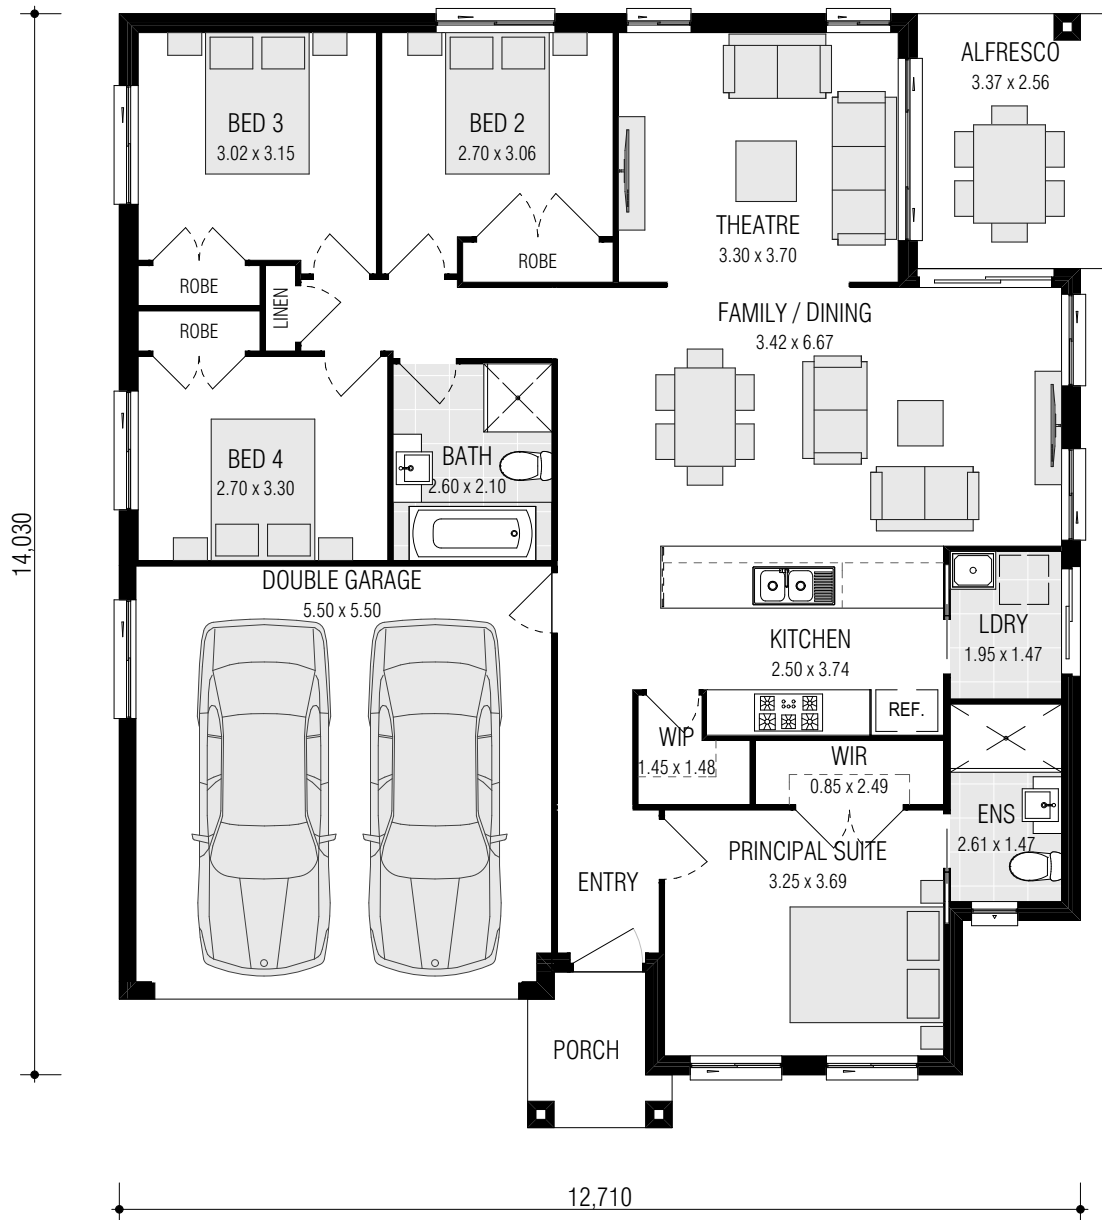 ALFRESCO
3.37 x 2.56
BED 3
3.02 x 3.15
BED 2
2.70 x 3.06
THEATRE
3.30 x 3.70
ROBE
ROBE
LINEN
ROBE
FAMILY / DINING
3.42 x 6.67
BED 4
2.70 x 3.30
BATH
2.60 x 2.10
14,030
DOUBLE GARAGE
5.50 x 5.50
KITCHEN
2.50 x 3.74
LDRY
1.95 x 1.47
REF.
WIP
1.45 x 1.48
WIR
0.85 x 2.49
ENS
2.61 x 1.47
PRINCIPAL SUITE
3.25 x 3.69
ENTRY
PORCH
12,710